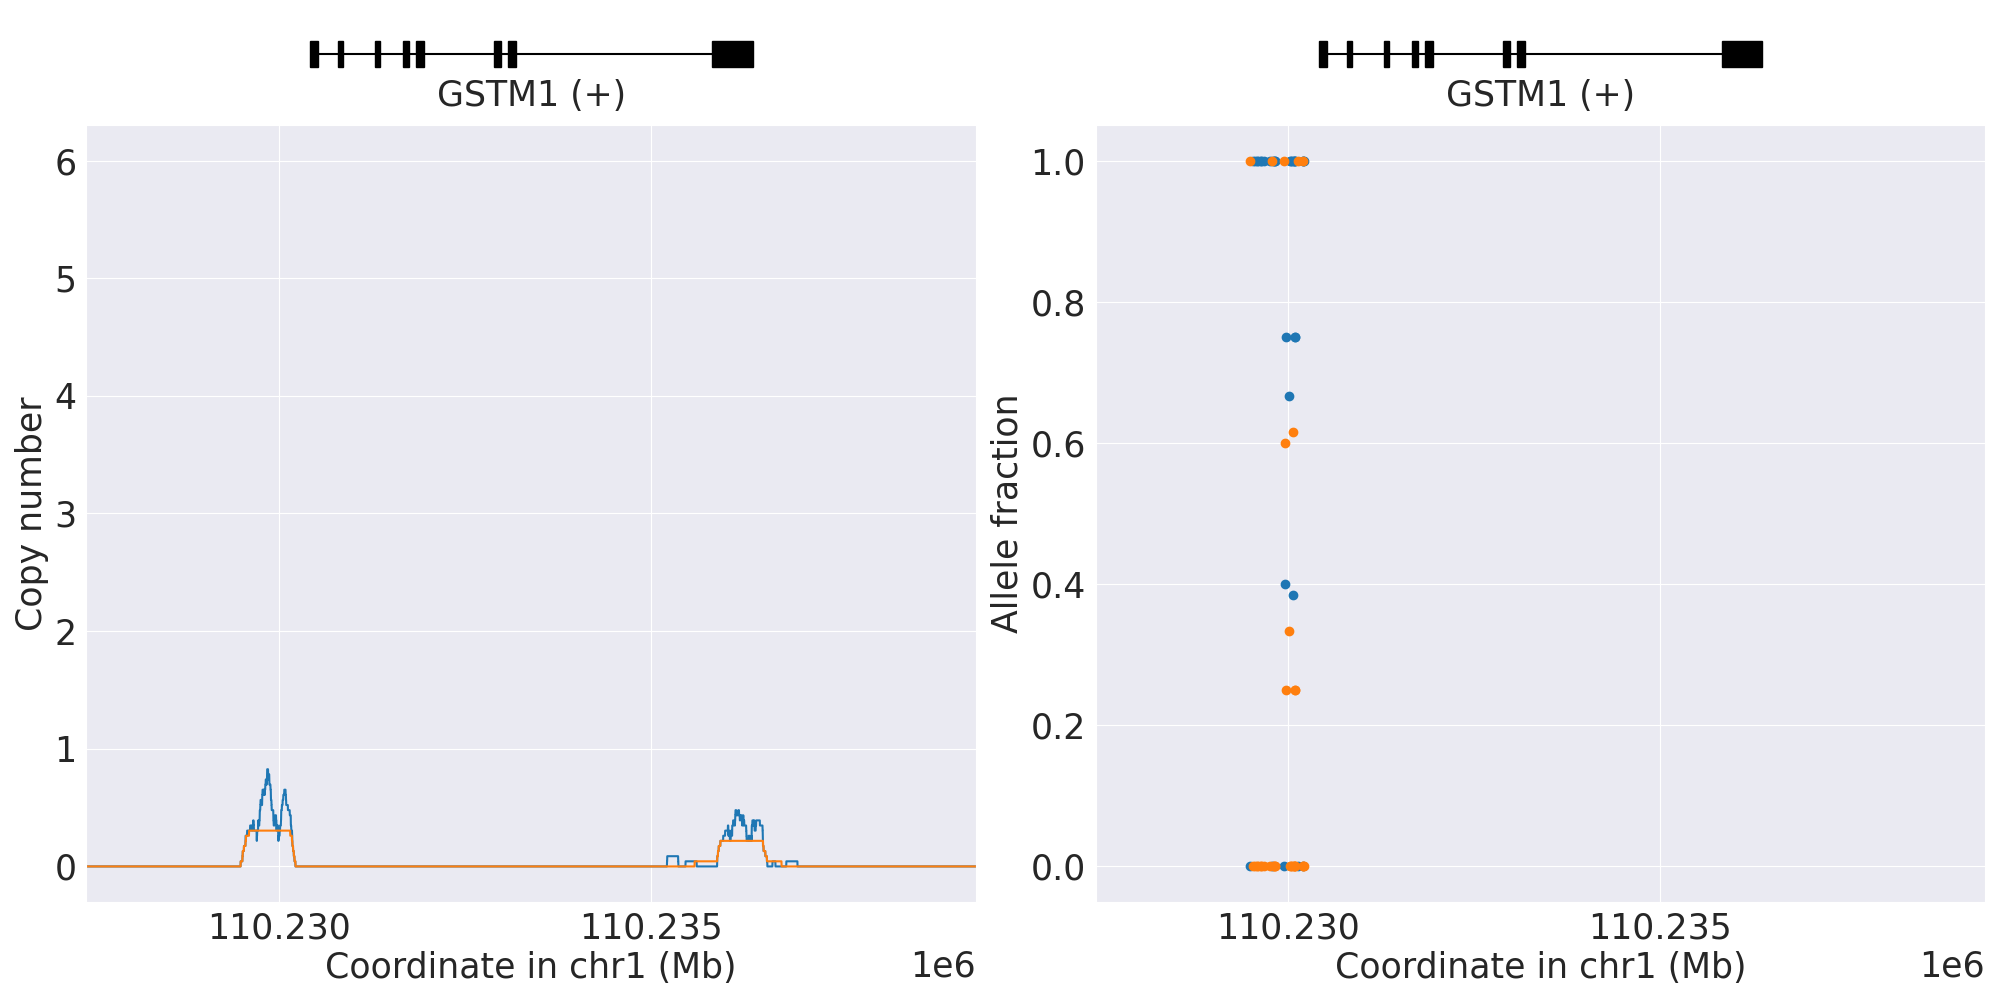 GSTM1 (+)
6
5
4
3
2
1
0
Copy number
110.230
110.235
Coordinate in chr1 (Mb)
1e6
GSTM1 (+)
1.0
0.8
0.6
0.4
0.2
0.0
Allele fraction
110.230
110.235
Coordinate in chr1 (Mb)
1e6